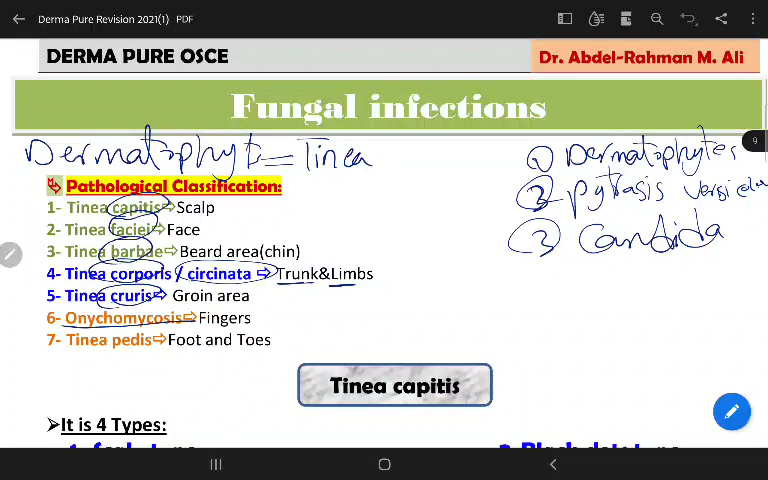 Derma Pure Revision 2021(1) PDF
DERMA PURE OSCE
Dr. Abdel-Rahman M. Ali
Fungal infections
9
Dermatophyt = Tinea
① Dermatophytes
② Pytrasis versicolor
③ Candida
Pathological Classification:
1- Tinea capitis⇨Scalp
2- Tinea faciei⇨Face
3- Tinea barbae⇨Beard area(chin)
4- Tinea corporis / circinata ⇨ Trunk&Limbs
5- Tinea cruris⇨ Groin area
6- Onychomycosis⇨Fingers
7- Tinea pedis⇨Foot and Toes
Tinea capitis
➢It is 4 Types: